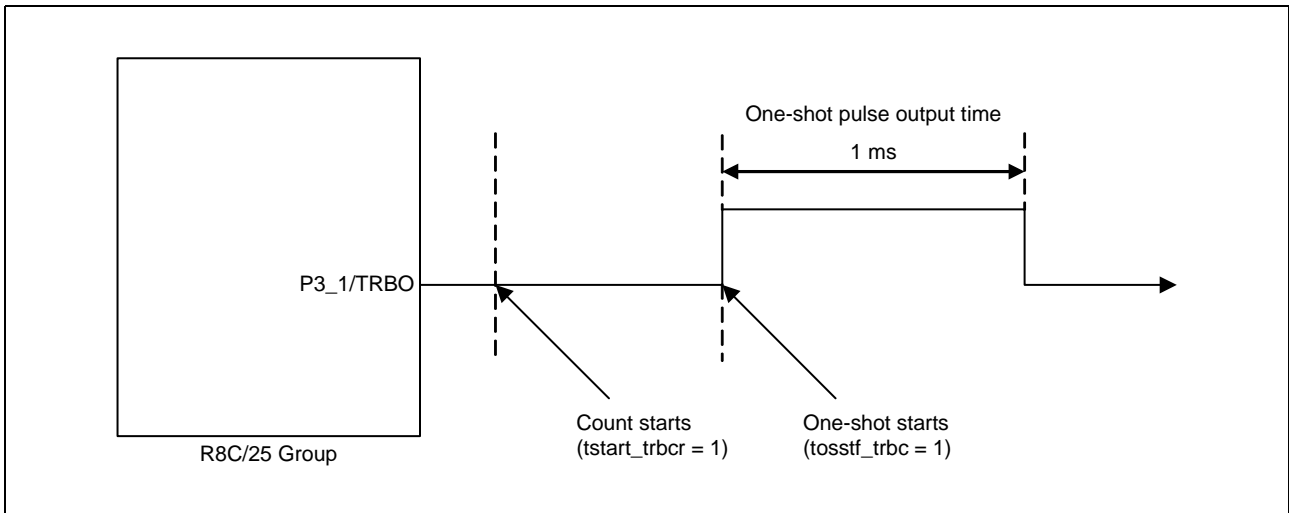 One-shot pulse output time
1 ms
P3_1/TRBO
Count starts
(tstart_trbcr = 1)
One-shot starts
(tosstf_trbc = 1)
R8C/25 Group